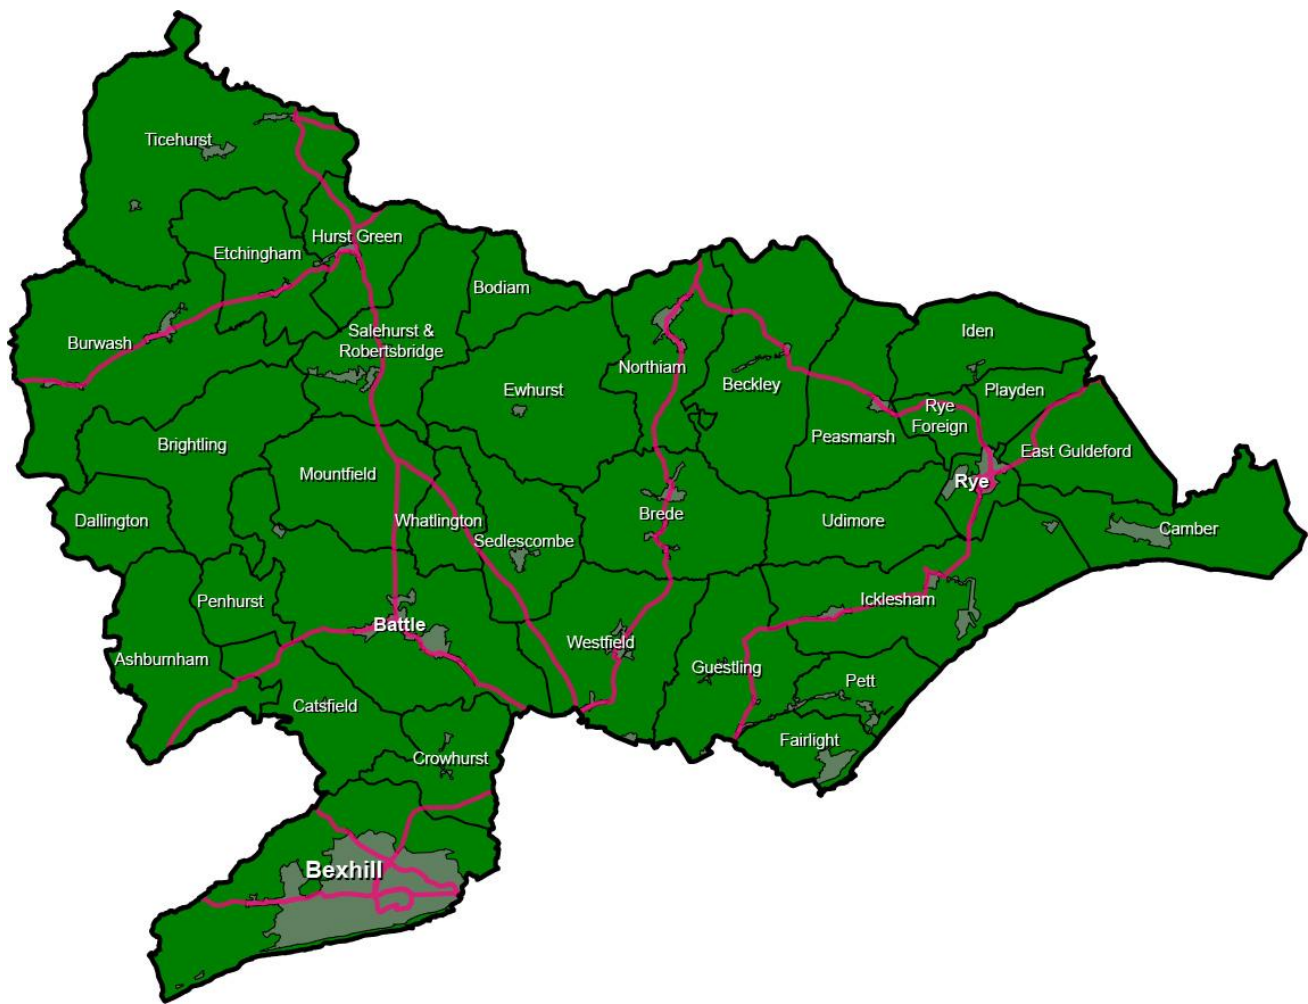 Ticehurst
Hurst Green
Etchingham
Bodiam
Salehurst &
Robertsbridge
Burwash
Iden
Northiam
Beckley
Ewhurst
Playden
Rye
Foreign
Peasmarsh
Brightling
East Guldeford
Mountfield
Rye
Dallington
Whatlington
Brede
Udimore
Camber
Sedlescombe
Penhurst
Icklesham
Battle
Westfield
Ashburnham
Guestling
Pett
Catsfield
Fairlight
Crowhurst
Bexhill